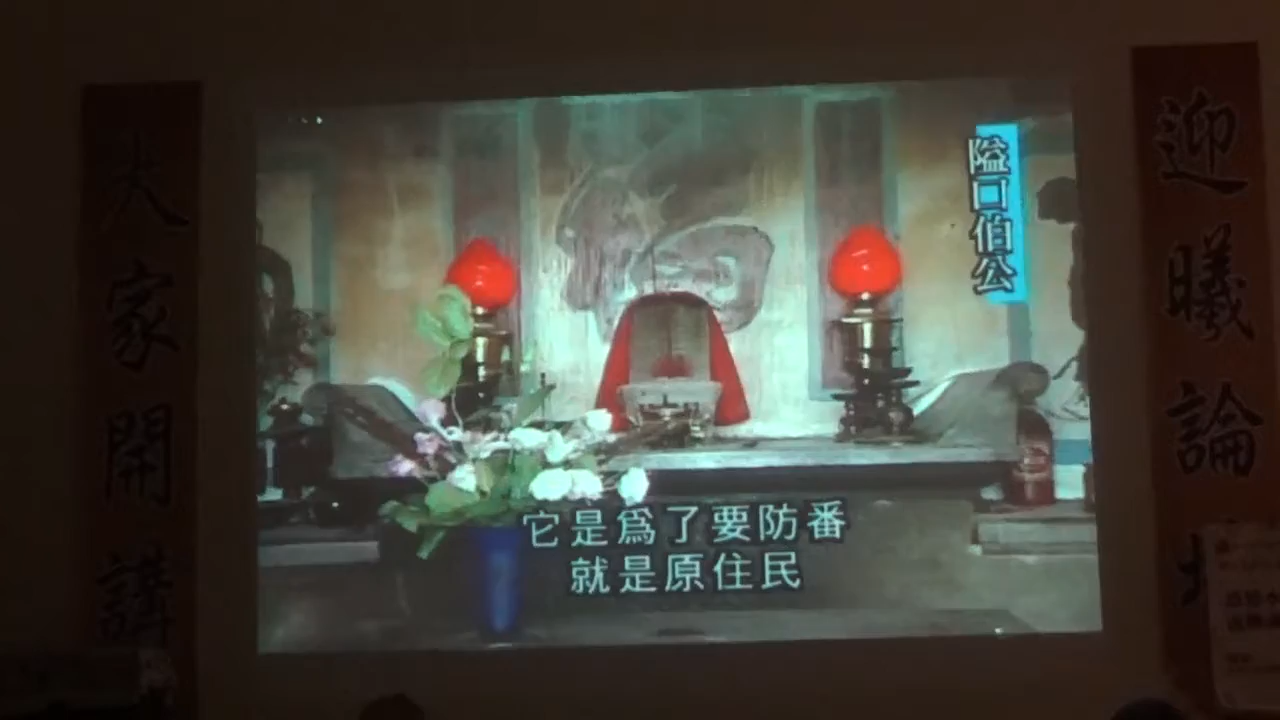 大家開講
隘口伯公
它是爲了要防番
就是原住民
迎曦論